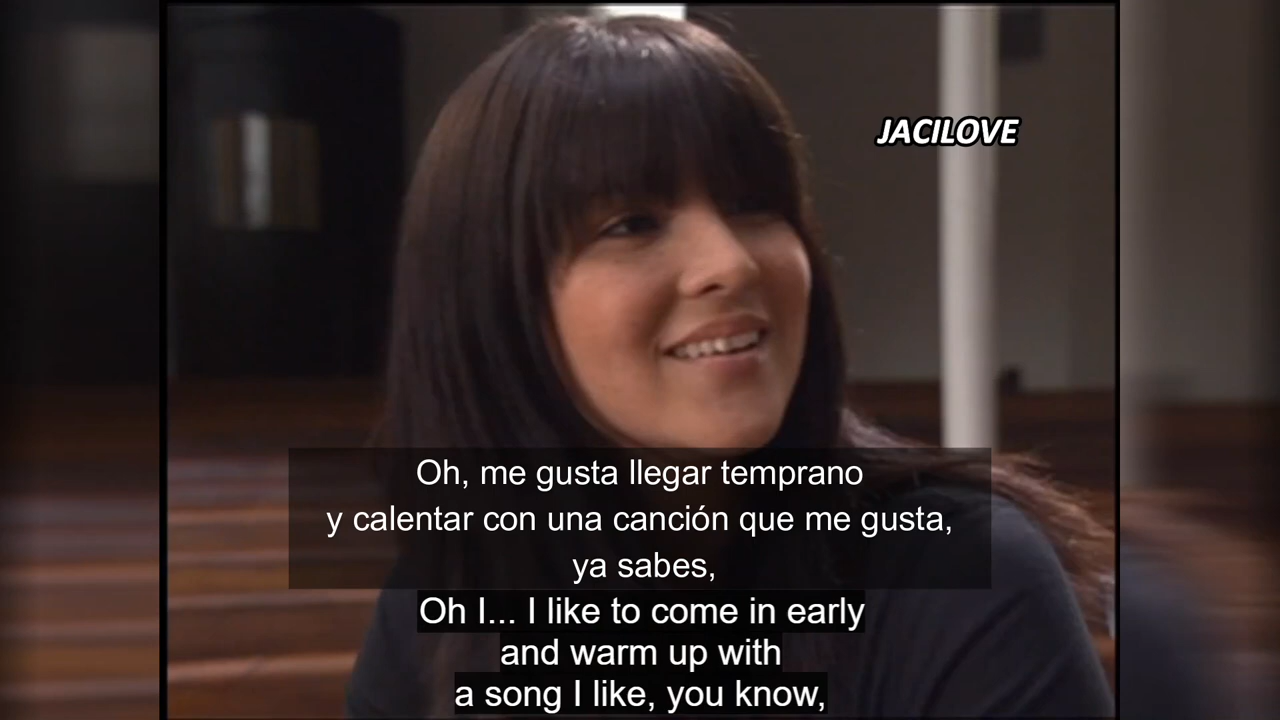 JACILOVE
Oh, me gusta llegar temprano
y calentar con una canción que me gusta,
ya sabes,
Oh I... I like to come in early
and warm up with
a song I like, you know,